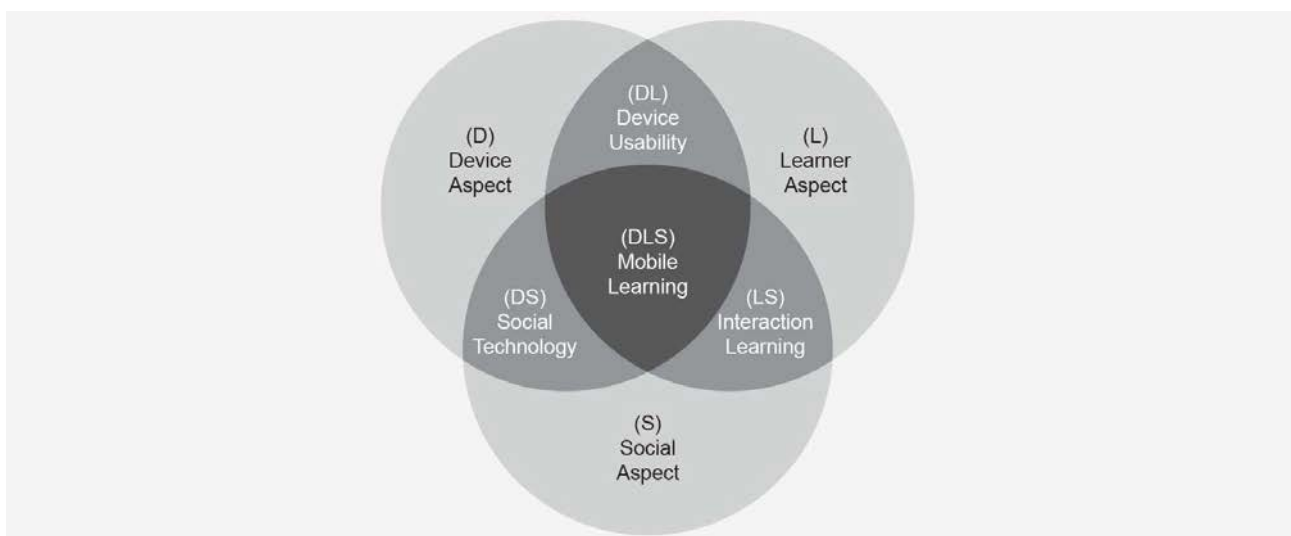 (DL)
Device
Usability
(D)
Device
Aspect
(L)
Learner
Aspect
(DLS)
Mobile
Learning
(DS)
Social
Technology
(LS)
Interaction
Learning
(S)
Social
Aspect